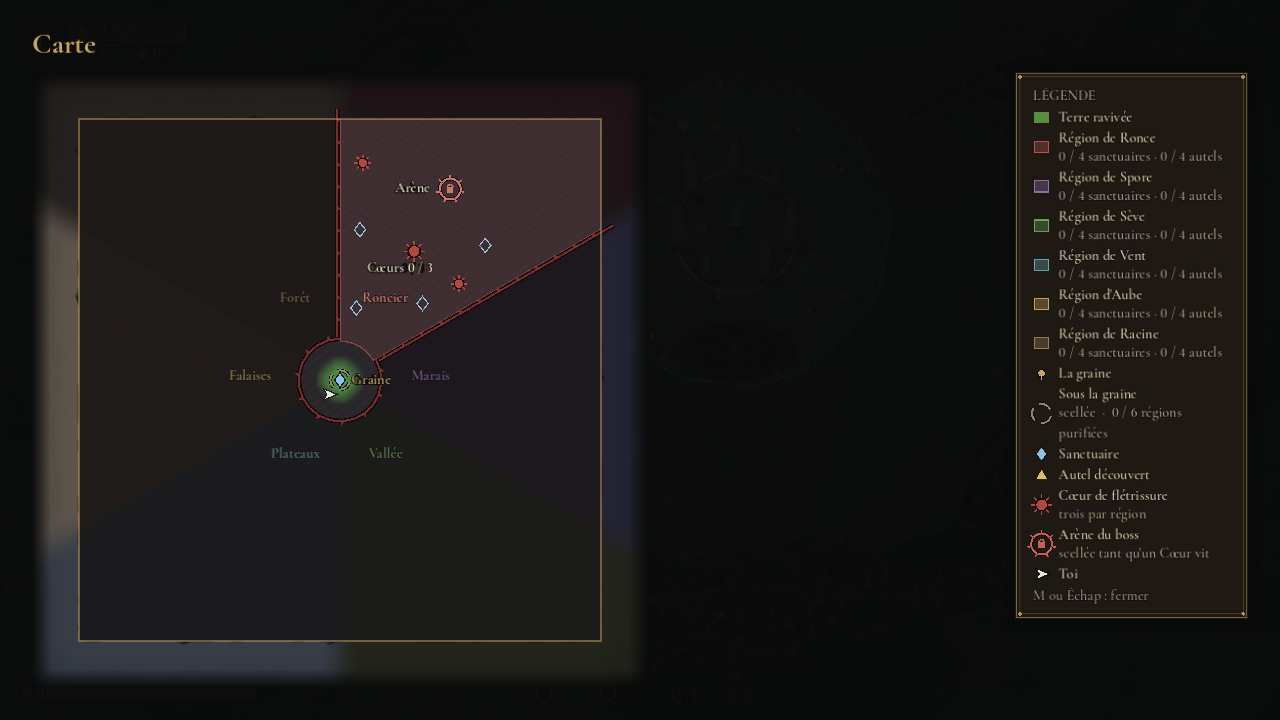 Carte
Arène
Cœurs 0 / 3
Forêt
Roncier
Falaises
Graine
Marais
Plateaux
Vallée
LÉGENDE
Terre ravivée
Région de Ronce
0 / 4 sanctuaires · 0 / 4 autels
Région de Spore
0 / 4 sanctuaires · 0 / 4 autels
Région de Sève
0 / 4 sanctuaires · 0 / 4 autels
Région de Vent
0 / 4 sanctuaires · 0 / 4 autels
Région d'Aube
0 / 4 sanctuaires · 0 / 4 autels
Région de Racine
0 / 4 sanctuaires · 0 / 4 autels
La graine
Sous la graine
scellée · 0 / 6 régions
purifiées
Sanctuaire
Autel découvert
Cœur de flétrissure
trois par région
Arène du boss
scellée tant qu'un Cœur vit
Toi
M ou Échap : fermer